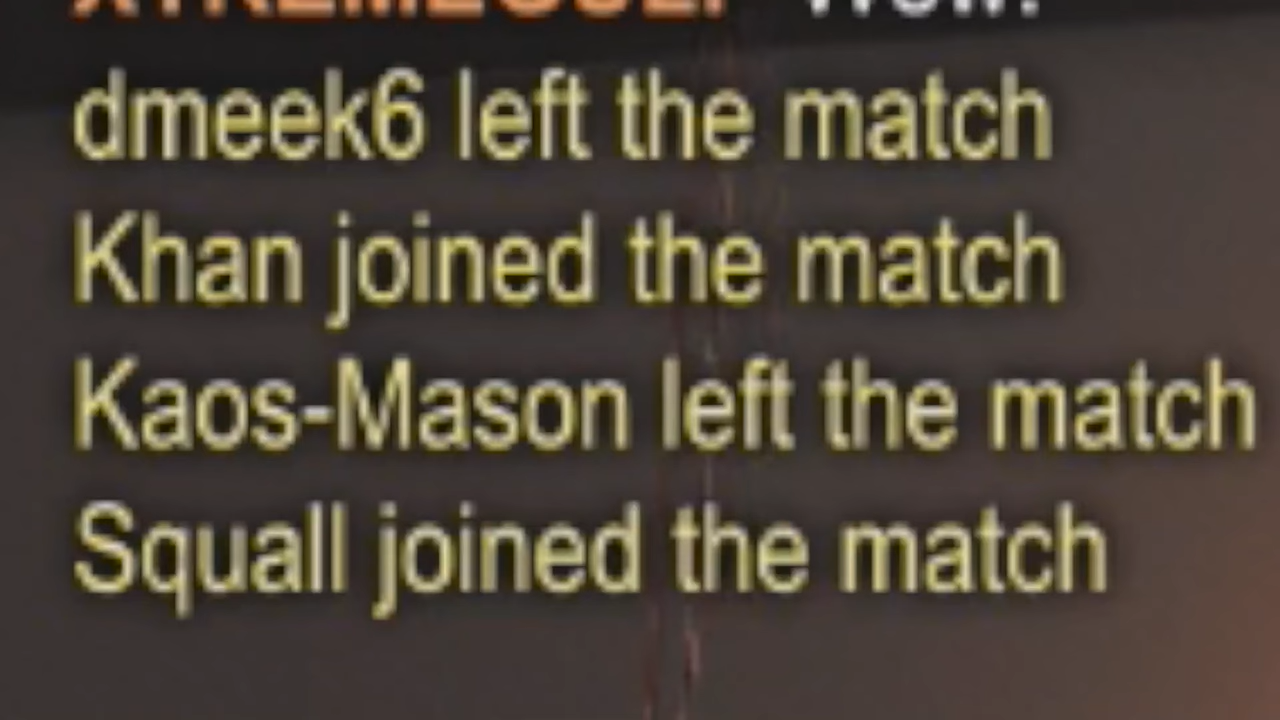 dmeek6 left the match
Khan joined the match
Kaos-Mason left the match
Squall joined the match